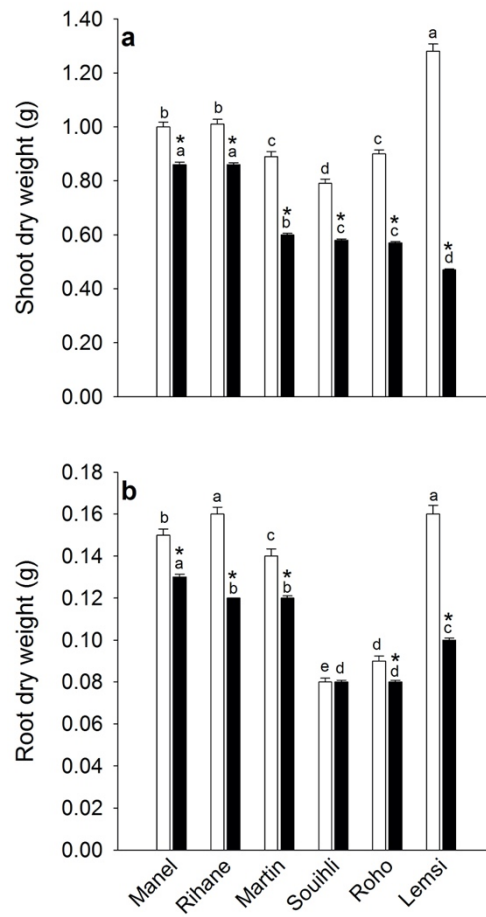 a
Shoot dry weight (g)
1.40
1.20
1.00
0.80
0.60
0.40
0.20
0.00
b * a b * a c * b d * c c * c a * d
b
Root dry weight (g)
0.18
0.16
0.14
0.12
0.10
0.08
0.06
0.04
0.02
0.00
b * a a * b c * b e d d * d a * c
Manel Rihane Martin Souihli Roho Lemsi